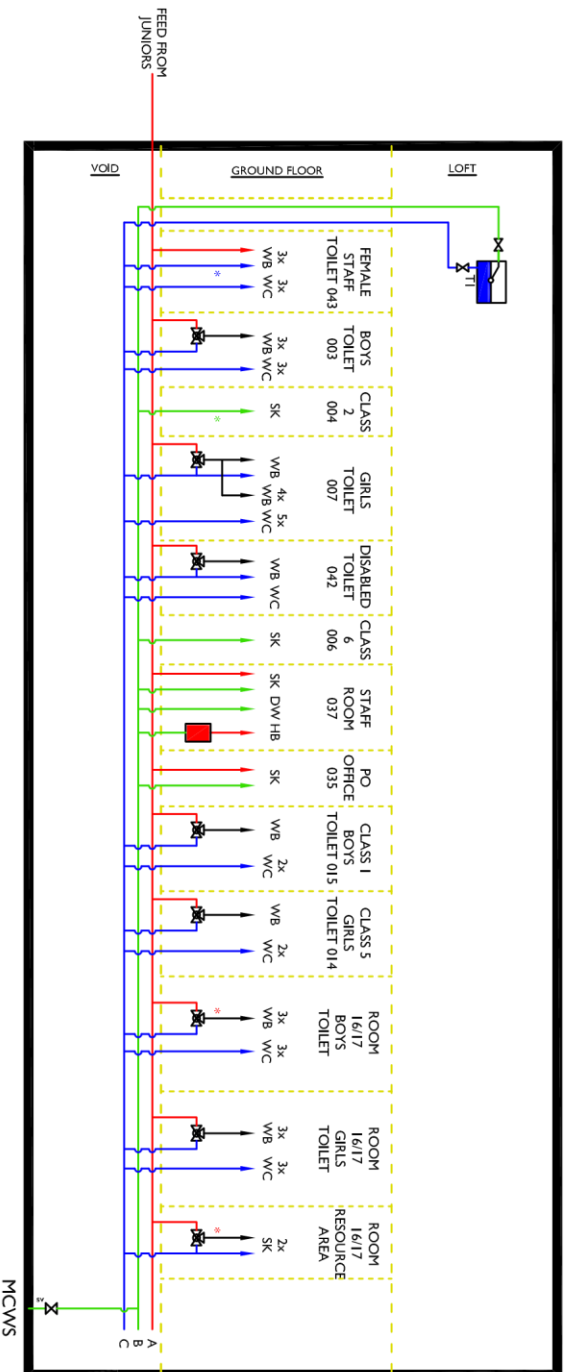 FEED FROM
JUNIORS
VOID
GROUND FLOOR
LOFT
T1
FEMALE
STAFF
TOILET 043
3x 3x
WB WC
*
BOYS
TOILET
003
3x 3x
WB WC
CLASS
2
004
SK
*
GIRLS
TOILET
007
4x 5x
WB WB WC
DISABLED
TOILET
042
WB WC
CLASS
6
006
SK
STAFF
ROOM
037
SK DW HB
PO
OFFICE
035
SK
CLASS 1
BOYS
TOILET 015
2x
WB WC
CLASS 5
GIRLS
TOILET 014
2x
WB WC
ROOM
16/17
BOYS
TOILET
3x 3x
WB WC
*
ROOM
16/17
GIRLS
TOILET
3x 3x
WB WC
ROOM
16/17
RESOURCE
AREA
2x
SK
*
A
B
C
SV
MCWS